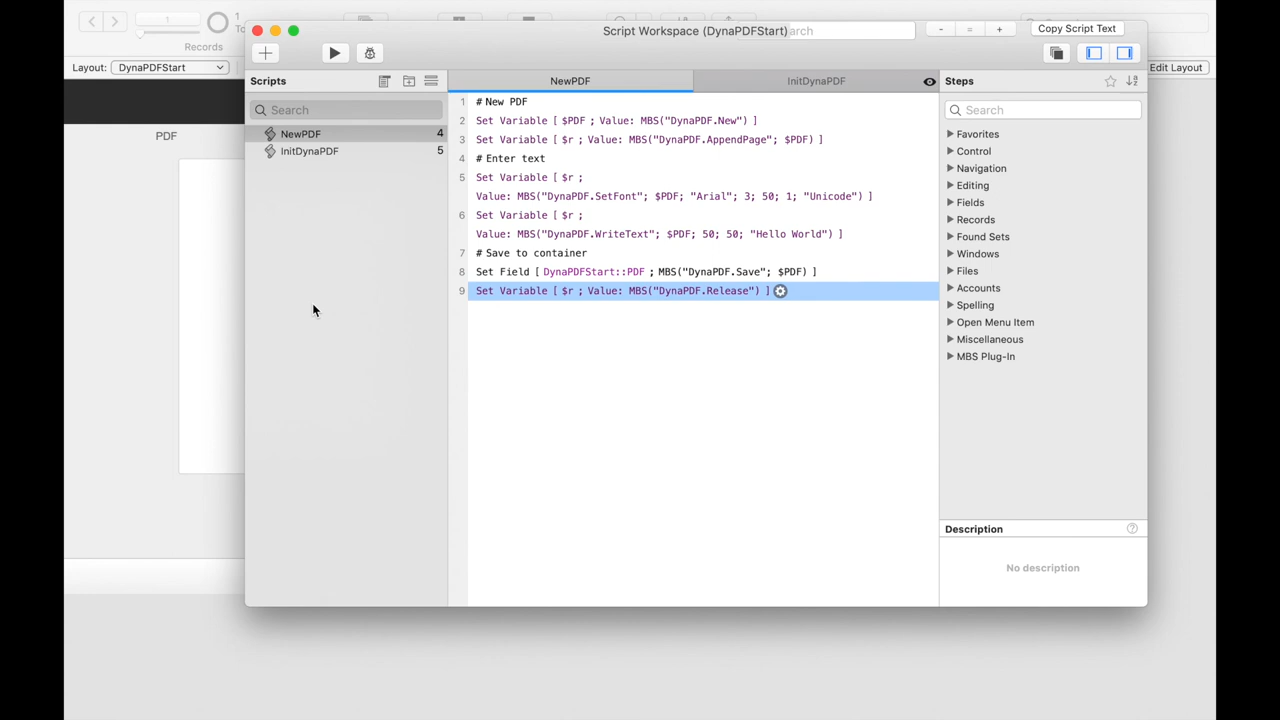 Script Workspace (DynaPDFStart)
arch
- = +
Copy Script Text
1
1
Records
Layout: DynaPDFStart
Edit Layout
PDF
Scripts
Search
NewPDF 4
InitDynaPDF 5
NewPDF
InitDynaPDF
1 # New PDF
2 Set Variable [ $PDF ; Value: MBS("DynaPDF.New") ]
3 Set Variable [ $r ; Value: MBS("DynaPDF.AppendPage"; $PDF) ]
4 # Enter text
5 Set Variable [ $r ;
Value: MBS("DynaPDF.SetFont"; $PDF; "Arial"; 3; 50; 1; "Unicode") ]
6 Set Variable [ $r ;
Value: MBS("DynaPDF.WriteText"; $PDF; 50; 50; "Hello World") ]
7 # Save to container
8 Set Field [ DynaPDFStart::PDF ; MBS("DynaPDF.Save"; $PDF) ]
9 Set Variable [ $r ; Value: MBS("DynaPDF.Release") ]
Steps
Search
Favorites
Control
Navigation
Editing
Fields
Records
Found Sets
Windows
Files
Accounts
Spelling
Open Menu Item
Miscellaneous
MBS Plug-In
Description
No description